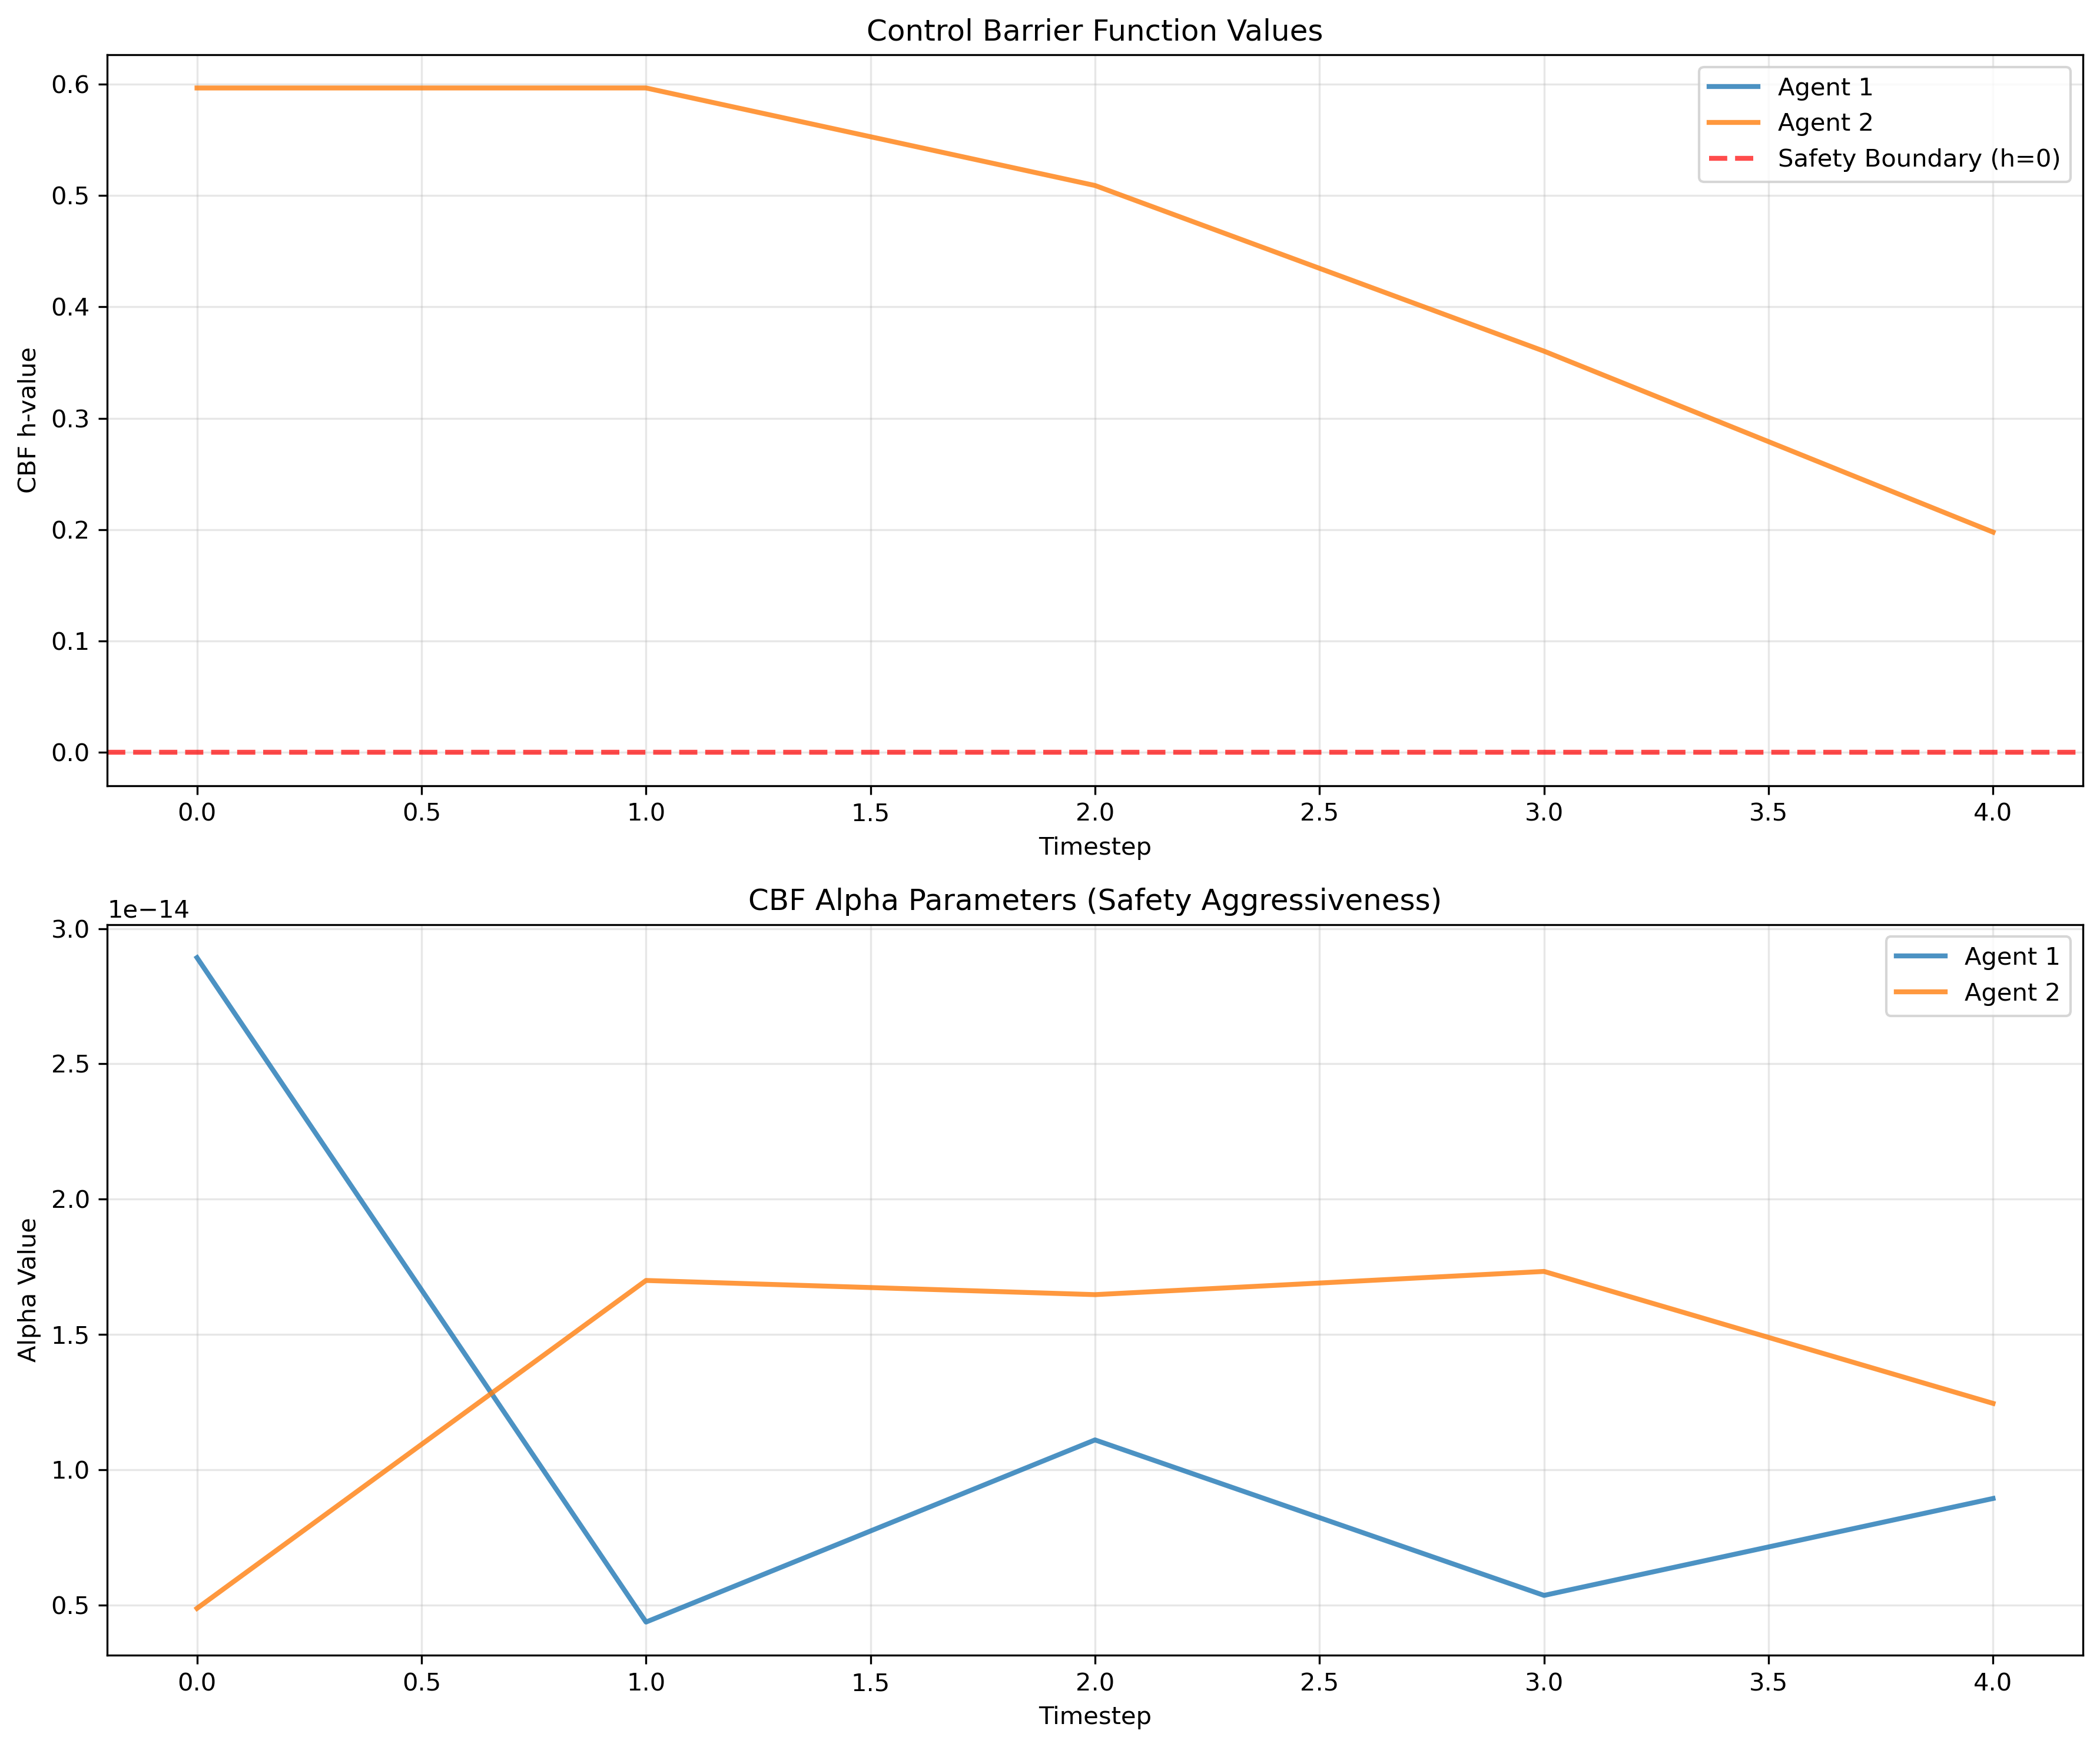 Control Barrier Function Values
0.6
0.5
0.4
0.3
0.2
0.1
0.0
CBF h-value
Agent 1
Agent 2
Safety Boundary (h=0)
0.0 0.5 1.0 1.5 2.0 2.5 3.0 3.5 4.0
Timestep
CBF Alpha Parameters (Safety Aggressiveness)
1e−14
3.0
2.5
2.0
1.5
1.0
0.5
Alpha Value
Agent 1
Agent 2
0.0 0.5 1.0 1.5 2.0 2.5 3.0 3.5 4.0
Timestep